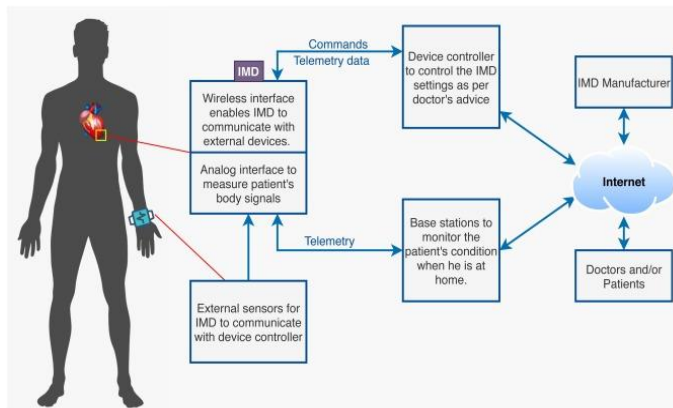 IMD
Wireless interface
enables IMD to
communicate with
external devices.
Analog interface to
measure patient's
body signals
External sensors for
IMD to communicate
with device controller
Commands
Telemetry data
Telemetry
Device controller
to control the IMD
settings as per
doctor's advice
Base stations to
monitor the
patient's condition
when he is at
home.
IMD Manufacturer
Internet
Doctors and/or
Patients